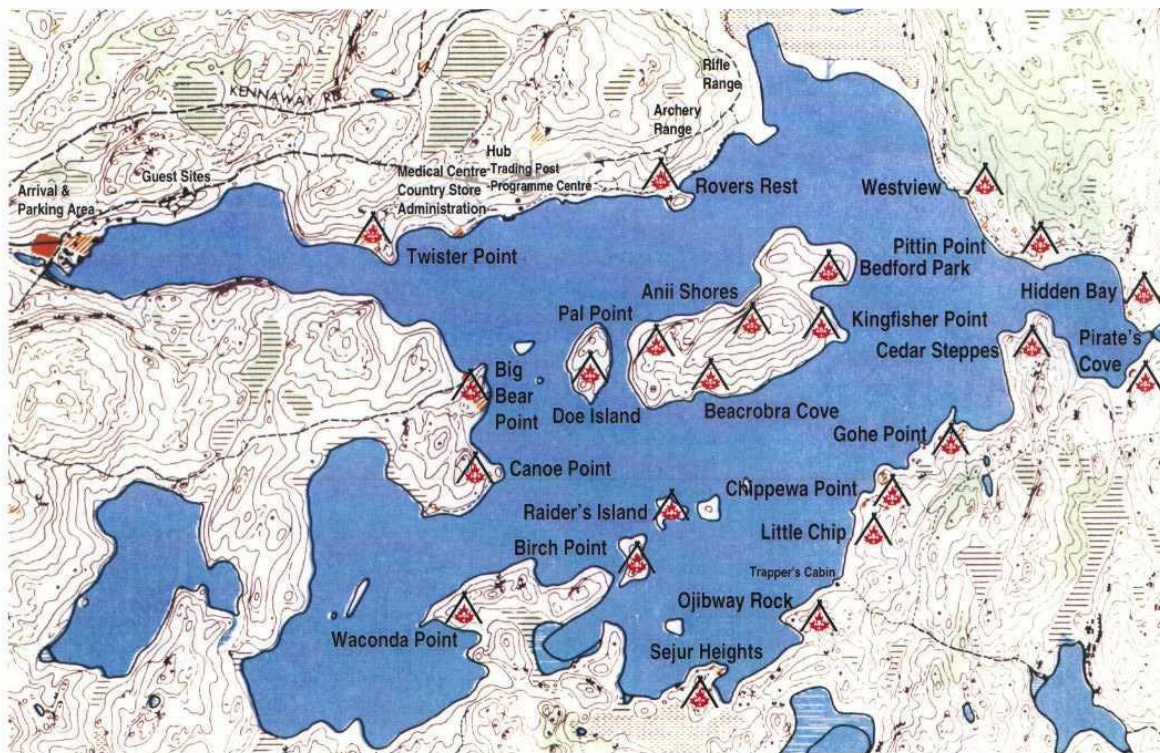 KENNAWAY RD.
Rifle
Range
Archery
Range
Hub
-Trading Post
-Programme Centre
Medical Centre
Country Store
Administration
Guest Sites
Arrival &
Parking Area
Rovers Rest
Westview
Twister Point
Pittin Point
Bedford Park
Hidden Bay
Anii Shores
Pal Point
Kingfisher Point
Cedar Steppes
Pirate's
Cove
Big
Bear
Point
Doe Island
Beacrobra Cove
Gohe Point
Canoe Point
Chippewa Point
Raider's Island
Little Chip
Birch Point
Trapper's Cabin
Ojibway Rock
Waconda Point
Sejur Heights